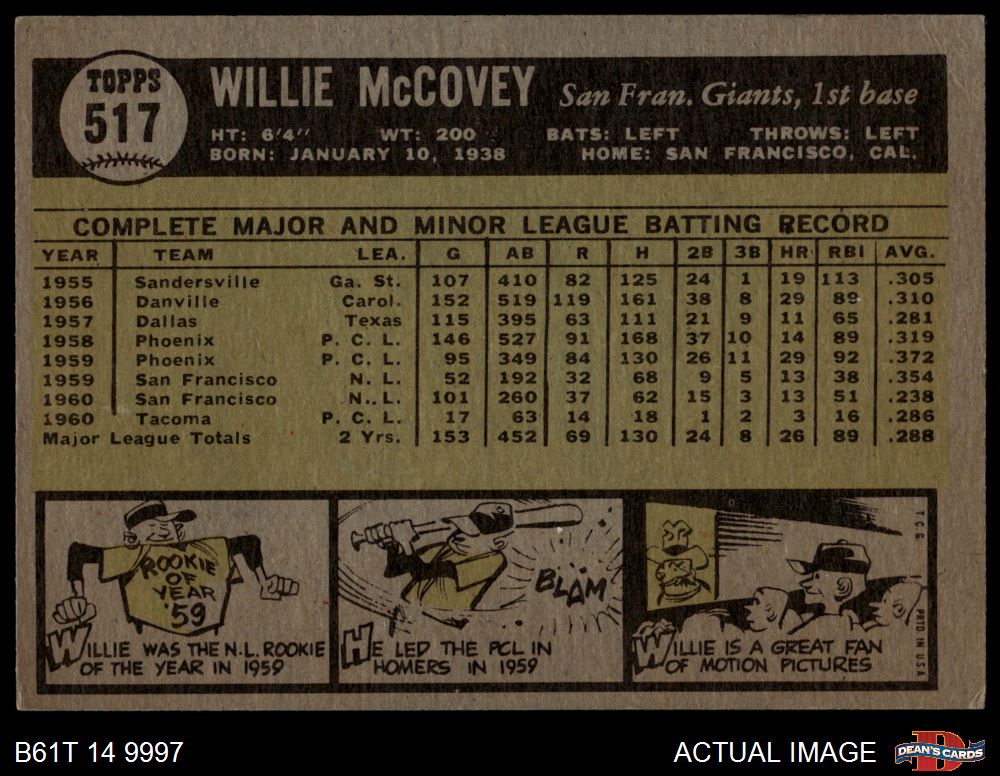 TOPPS
517
WILLIE McCOVEY San Fran. Giants, 1st base
HT: 6'4" WT: 200 BATS: LEFT THROWS: LEFT
BORN: JANUARY 10, 1938 HOME: SAN FRANCISCO, CAL.
COMPLETE MAJOR AND MINOR LEAGUE BATTING RECORD
YEAR TEAM LEA. G AB R H 2B 3B HR RBI AVG.
1955 Sandersville Ga. St. 107 410 82 125 24 1 19 113 .305
1956 Danville Carol. 152 519 119 161 38 8 29 89 .310
1957 Dallas Texas 115 395 63 111 21 9 11 65 .281
1958 Phoenix P. C. L. 146 527 91 168 37 10 14 89 .319
1959 Phoenix P. C. L. 95 349 84 130 26 11 29 92 .372
1959 San Francisco N. L. 52 192 32 68 9 5 13 38 .354
1960 San Francisco N. L. 101 260 37 62 15 3 13 51 .238
1960 Tacoma P. C. L. 17 63 14 18 1 2 3 16 .286
Major League Totals 2 Yrs. 153 452 69 130 24 8 26 89 .288
ROOKIE
OF
YEAR
'59
WILLIE WAS THE N.L. ROOKIE
OF THE YEAR IN 1959
BLAM
HE LED THE PCL IN
HOMERS IN 1959
WILLIE IS A GREAT FAN
OF MOTION PICTURES
T.C.G.
PRTD IN U.S.A.
B61T 14 9997
ACTUAL IMAGE
D
DEAN'S CARDS